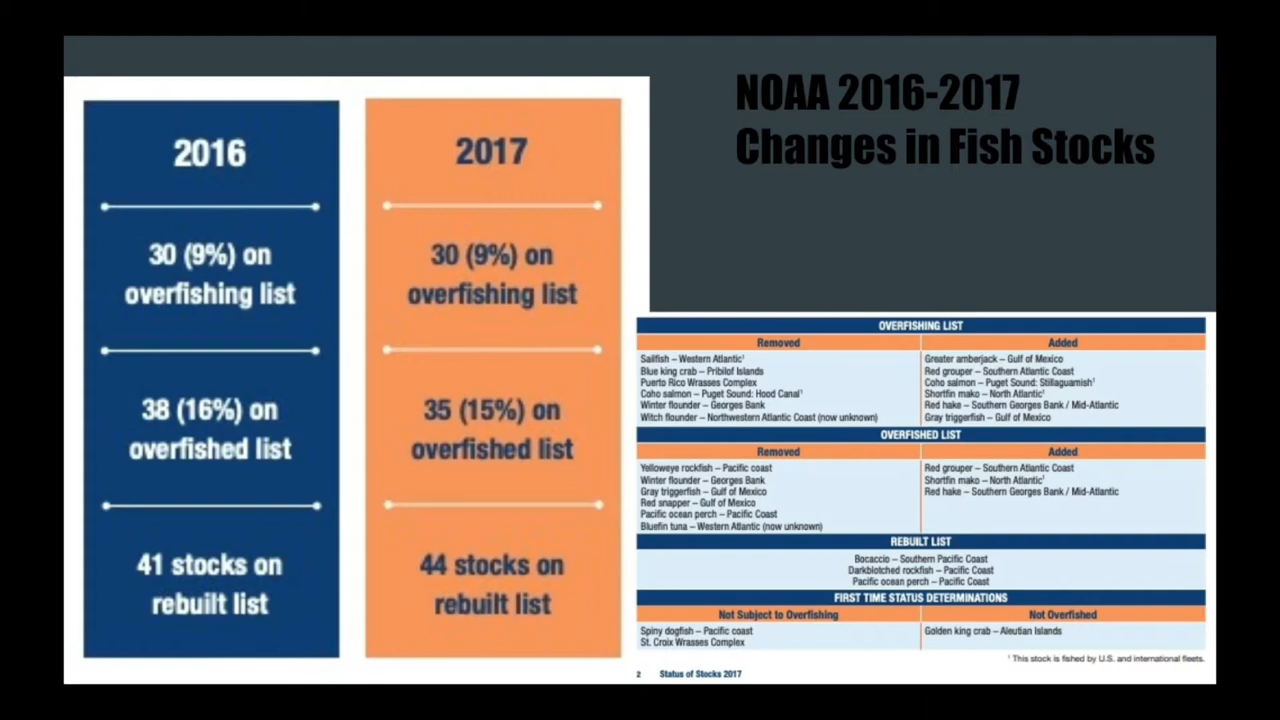 NOAA 2016-2017
Changes in Fish Stocks
2016
30 (9%) on
overfishing list
38 (16%) on
overfished list
41 stocks on
rebuilt list
2017
30 (9%) on
overfishing list
35 (15%) on
overfished list
44 stocks on
rebuilt list
OVERFISHING LIST
Removed
Sailfish – Western Atlantic¹
Blue king crab – Pribilof Islands
Puerto Rico Wrasses Complex
Coho salmon – Puget Sound: Hood Canal¹
Winter flounder – Georges Bank
Witch flounder – Northwestern Atlantic Coast (now unknown)
Added
Greater amberjack – Gulf of Mexico
Red grouper – Southern Atlantic Coast
Coho salmon – Puget Sound: Stillaguamish¹
Shortfin mako – North Atlantic¹
Red hake – Southern Georges Bank / Mid-Atlantic
Gray triggerfish – Gulf of Mexico
OVERFISHED LIST
Removed
Yelloweye rockfish – Pacific coast
Winter flounder – Georges Bank
Gray triggerfish – Gulf of Mexico
Red snapper – Gulf of Mexico
Pacific ocean perch – Pacific Coast
Bluefin tuna – Western Atlantic (now unknown)
Added
Red grouper – Southern Atlantic Coast
Shortfin mako – North Atlantic¹
Red hake – Southern Georges Bank / Mid-Atlantic
REBUILT LIST
Bocaccio – Southern Pacific Coast
Darkblotched rockfish – Pacific Coast
Pacific ocean perch – Pacific Coast
FIRST TIME STATUS DETERMINATIONS
Not Subject to Overfishing
Spiny dogfish – Pacific coast
St. Croix Wrasses Complex
Not Overfished
Golden king crab – Aleutian Islands
¹ This stock is fished by U.S. and international fleets.
2 Status of Stocks 2017